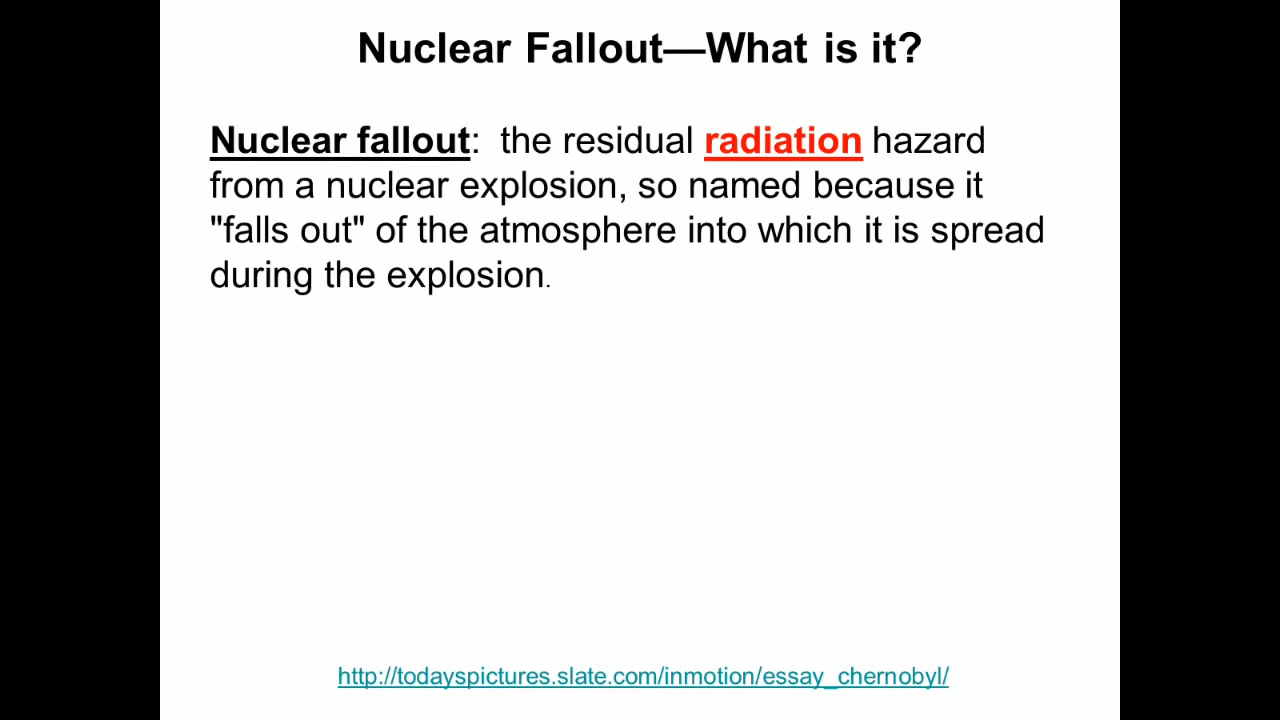 Nuclear Fallout—What is it?
Nuclear fallout:  the residual radiation hazard
from a nuclear explosion, so named because it
"falls out" of the atmosphere into which it is spread
during the explosion.
http://todayspictures.slate.com/inmotion/essay_chernobyl/